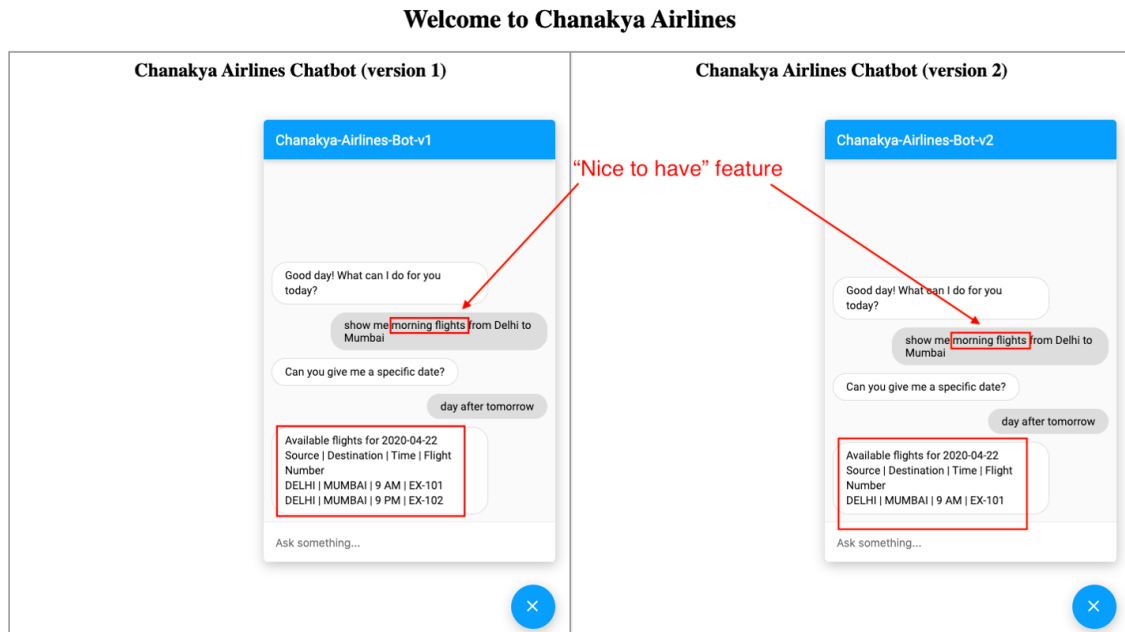 Welcome to Chanakya Airlines
Chanakya Airlines Chatbot (version 1)
Chanakya-Airlines-Bot-v1
Good day! What can I do for you
today?
show me morning flights from Delhi to
Mumbai
Can you give me a specific date?
day after tomorrow
Available flights for 2020-04-22
Source | Destination | Time | Flight
Number
DELHI | MUMBAI | 9 AM | EX-101
DELHI | MUMBAI | 9 PM | EX-102
Ask something...
“Nice to have” feature
Chanakya Airlines Chatbot (version 2)
Chanakya-Airlines-Bot-v2
Good day! What can I do for you
today?
show me morning flights from Delhi to
Mumbai
Can you give me a specific date?
day after tomorrow
Available flights for 2020-04-22
Source | Destination | Time | Flight
Number
DELHI | MUMBAI | 9 AM | EX-101
Ask something...